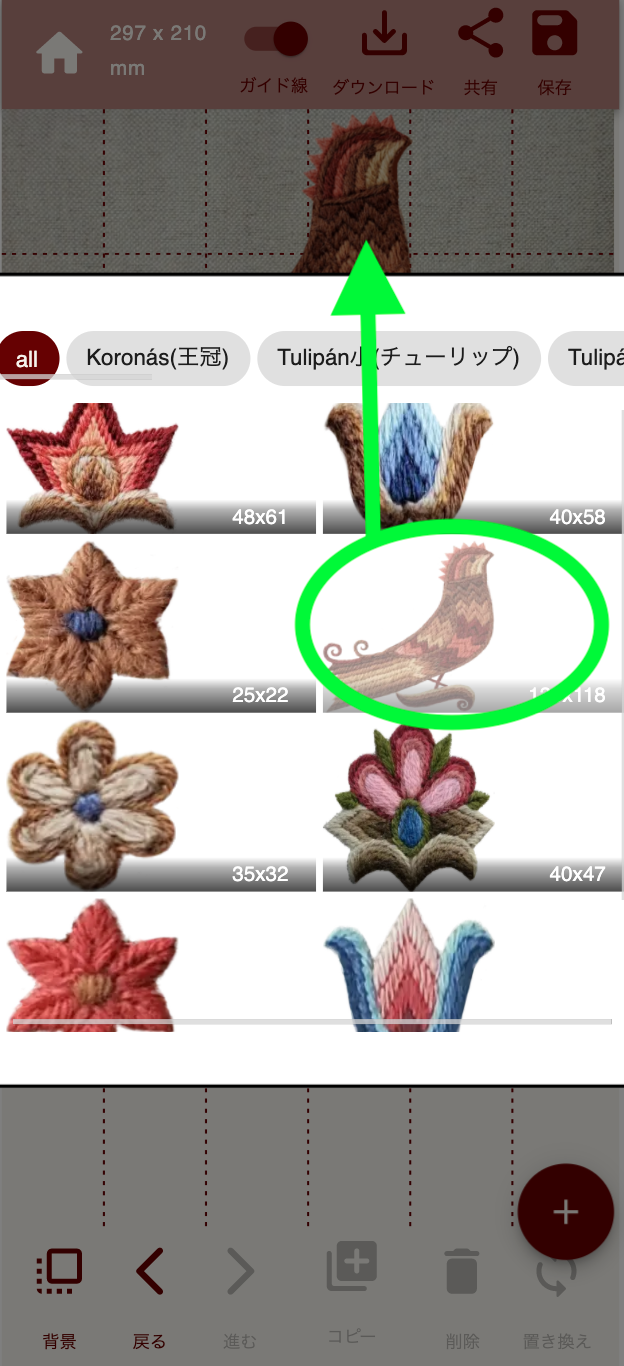 297 x 210
mm
ガイド線
ダウンロード
共有
保存
all
Koronás(王冠)
Tulipán小(チューリップ)
Tulipá
48x61
40x58
25x22
x118
35x32
40x47
背景
戻る
進む
コピー
削除
置き換え